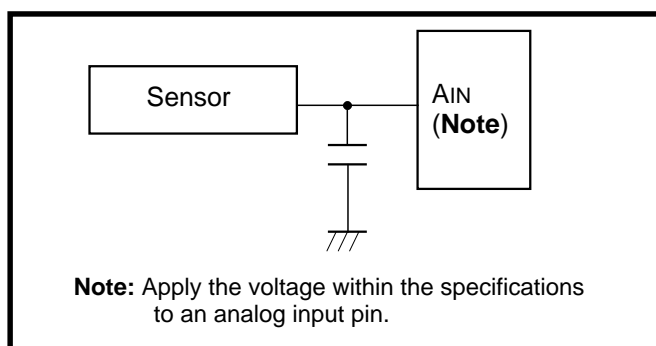 Sensor
AIN
(Note)
Note: Apply the voltage within the specifications
to an analog input pin.